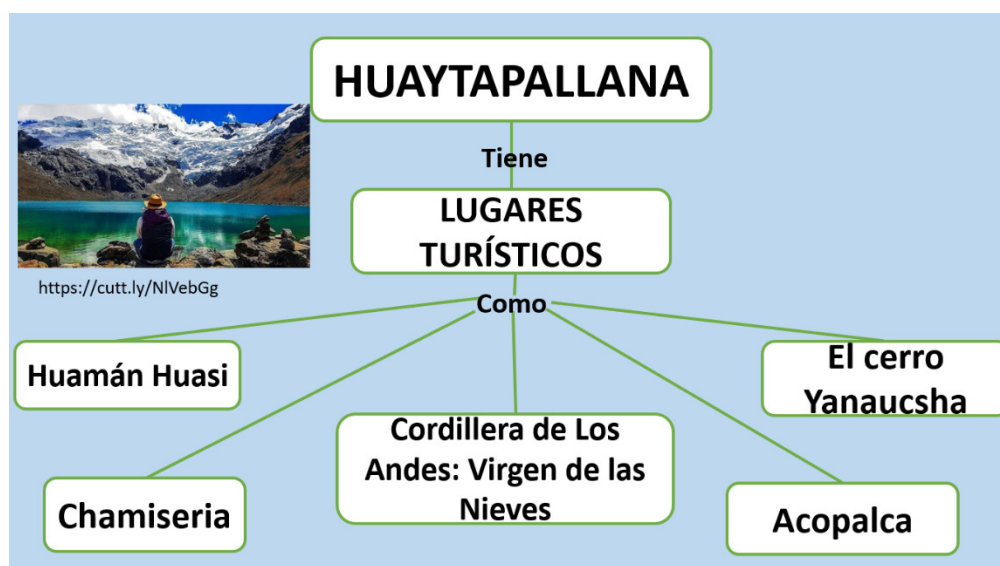 HUAYTAPALLANA
Tiene
LUGARES
TURÍSTICOS
https://cutt.ly/NlVebGg
Como
Huamán Huasi
El cerro
Yanaucsha
Cordillera de Los
Andes: Virgen de las
Nieves
Chamiseria
Acopalca